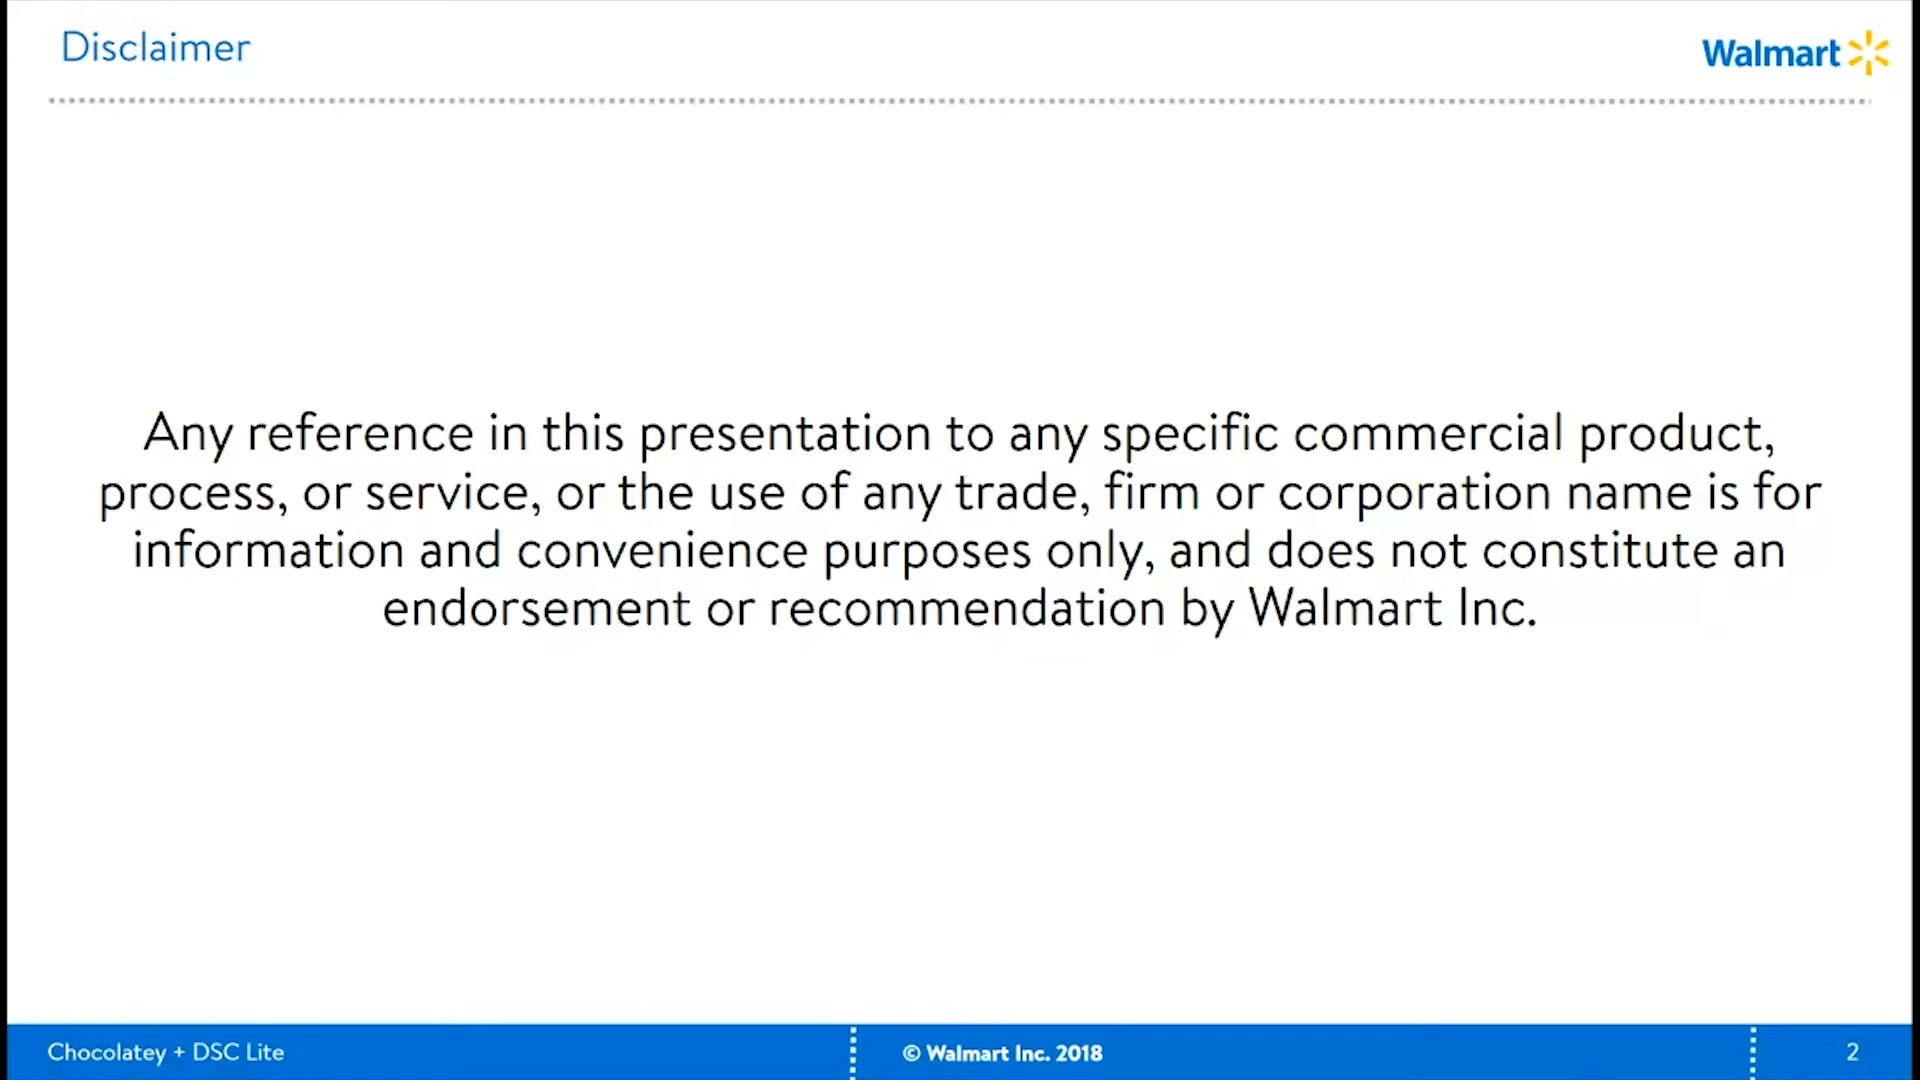 Disclaimer
Walmart
Any reference in this presentation to any specific commercial product,
process, or service, or the use of any trade, firm or corporation name is for
information and convenience purposes only, and does not constitute an
endorsement or recommendation by Walmart Inc.
Chocolatey + DSC Lite
© Walmart Inc. 2018
2